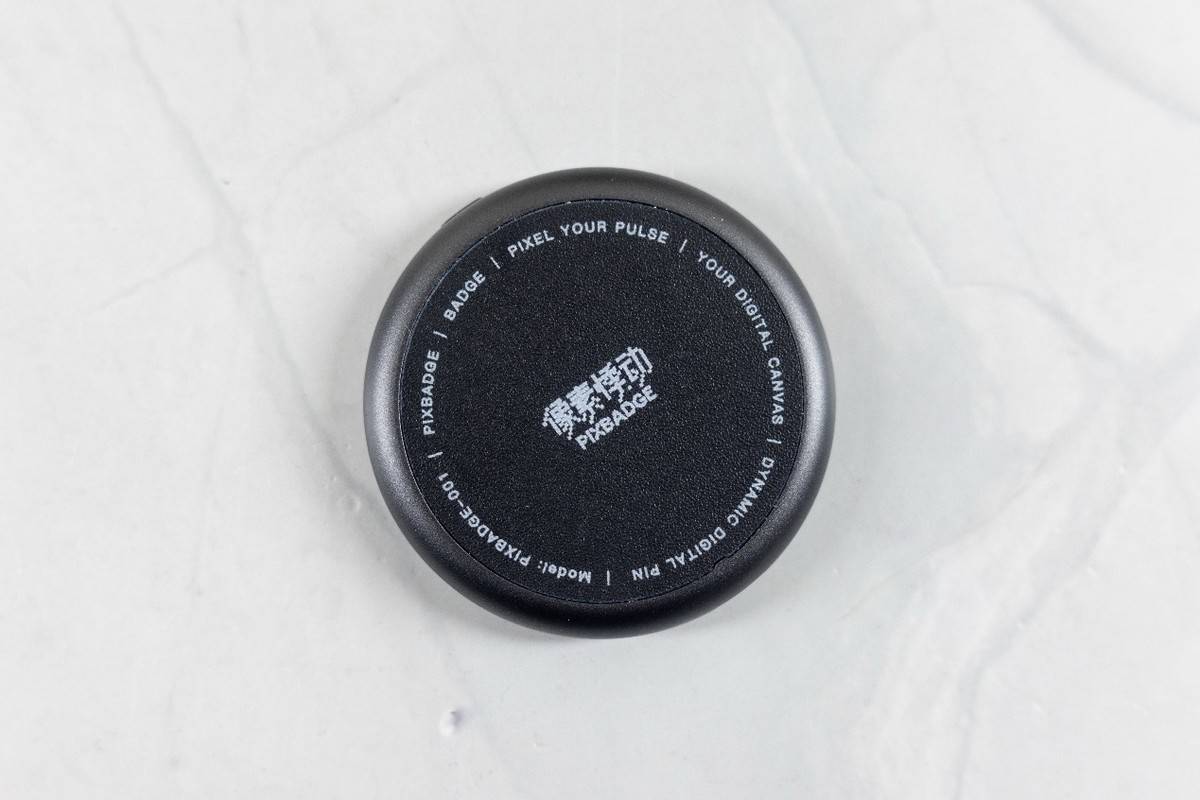 PIXBADGE | BADGE | PIXEL YOUR PULSE | YOUR DIGITAL CANVAS | DYNAMIC DIGITAL PIN | Model: PIXBADGE-001 |
像素悸动
PIXBADGE